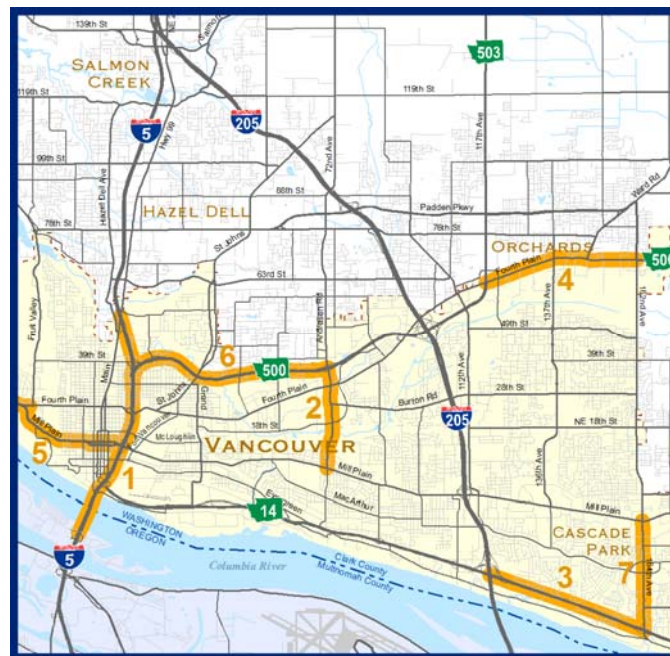 139th St
SALMON
CREEK
503
119th St
119th St
5
205
Hwy 99
117th Ave
99th St
Hazel Dell Ave
72nd Ave
88th St
Ward Rd
HAZEL DELL
Padden Pkwy
78th St
76th St
St Johns
ORCHARDS
Fourth Plain
4
500
63rd St
Fruit Valley
Andresen Rd
137th Ave
162nd Ave
49th St
6
39th St
Main
500
112th Ave
39th St
St Johns
Grand
Fourth Plain
2
28th St
Fourth Plain
Burton Rd
205
Mill Plain
18th St
NE 18th St
McLoughlin
VANCOUVER
5
Mill Plain
136th Ave
1
MacArthur
Evergreen
14
Mill Plain
WASHINGTON
OREGON
CASCADE
PARK
5
Columbia River
Clark County
Multnomah County
3
7